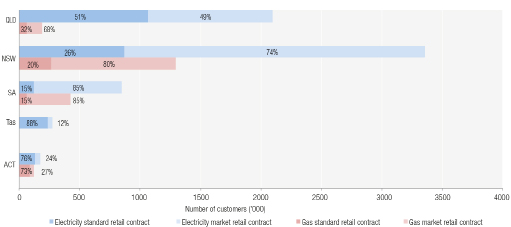 QLD
51%
49%
32%
68%
NSW
26%
74%
20%
80%
SA
15%
85%
15%
85%
Tas
88%
12%
ACT
76%
24%
73%
27%
0 500 1000 1500 2000 2500 3000 3500 4000
Number of customers ('000)
Electricity standard retail contract Electricity market retail contract Gas standard retail contract Gas market retail contract